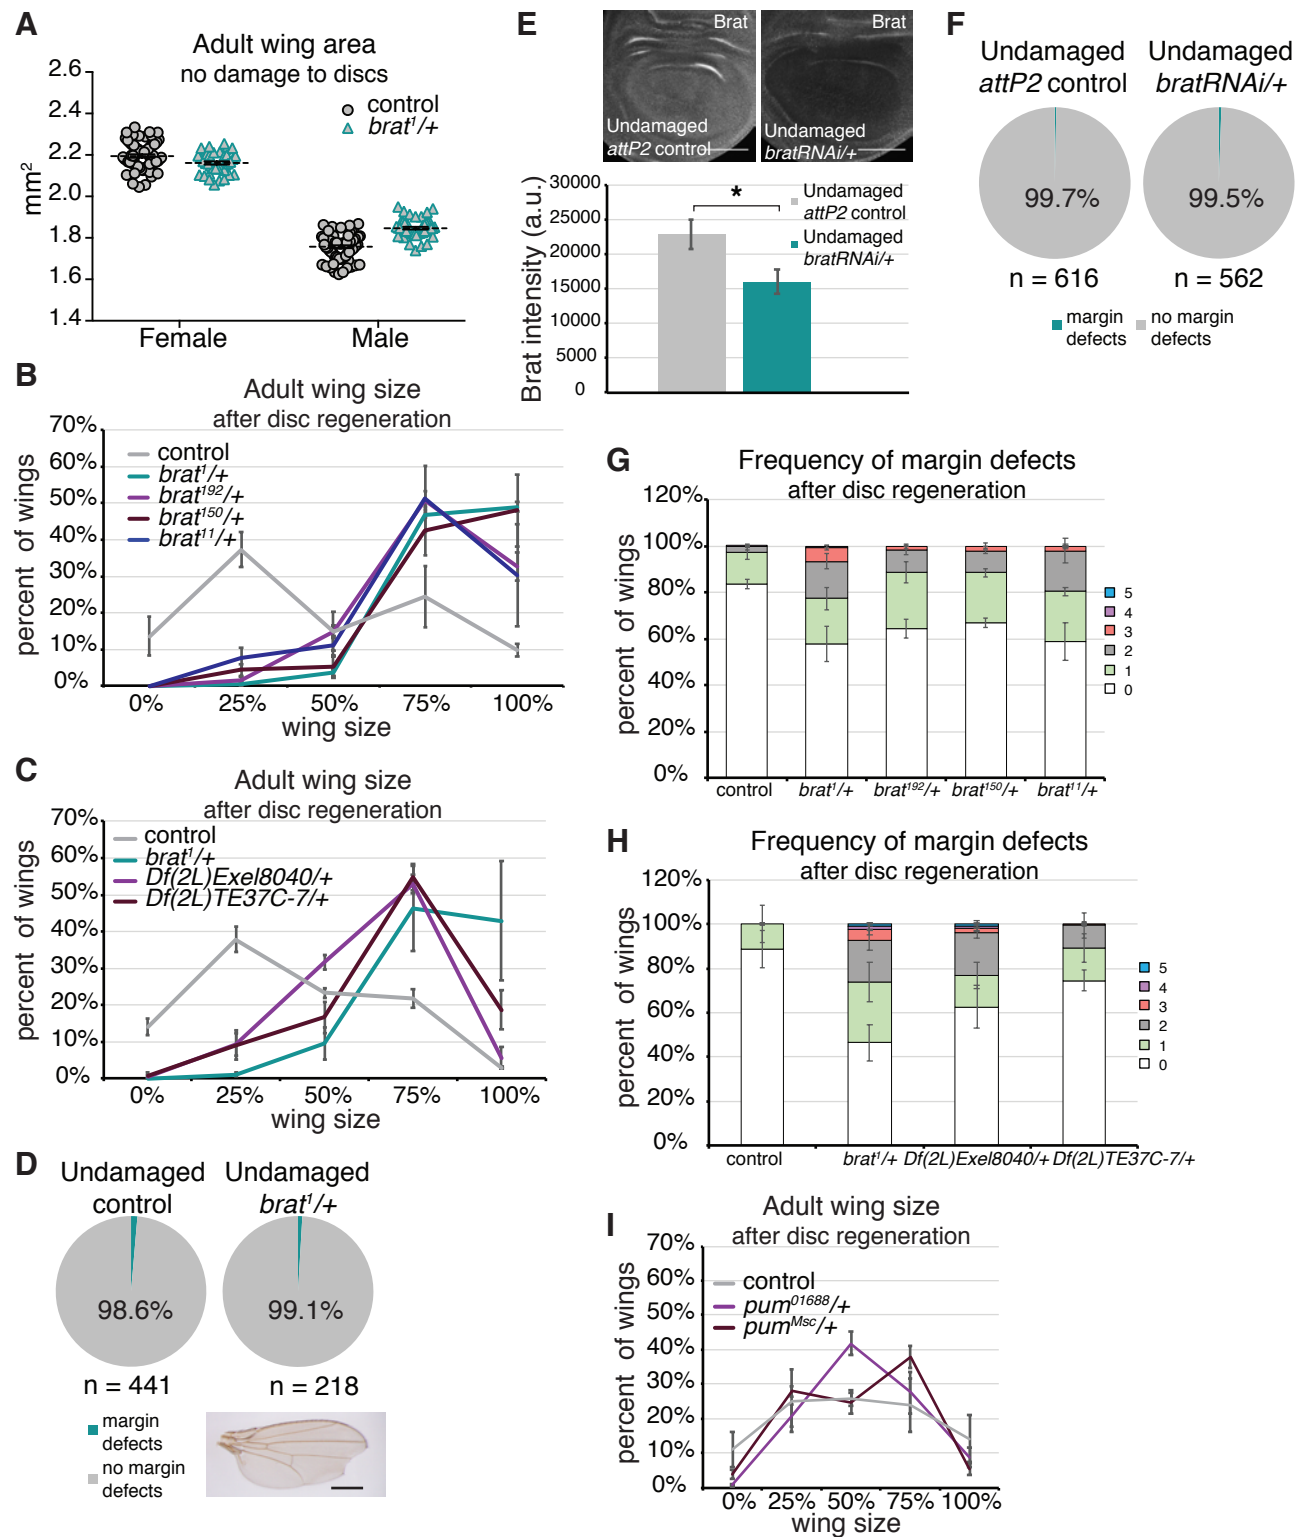 A
Adult wing area
no damage to discs
2.6
2.4
2.2
2.0
1.8
1.6
1.4
mm²
control
brat¹/+
Female
Male
B
Adult wing size
after disc regeneration
70%
60%
50%
40%
30%
20%
10%
0%
percent of wings
control
brat¹/+
brat¹⁹²/+
brat¹⁵⁰/+
brat¹¹/+
0% 25% 50% 75% 100%
wing size
C
Adult wing size
after disc regeneration
70%
60%
50%
40%
30%
20%
10%
0%
percent of wings
control
brat¹/+
Df(2L)Exel8040/+
Df(2L)TE37C-7/+
0% 25% 50% 75% 100%
wing size
D
Undamaged
control
Undamaged
brat¹/+
98.6%
99.1%
n = 441
n = 218
margin
defects
no margin
defects
E
Brat
Undamaged
attP2 control
Brat
Undamaged
bratRNAi/+
30000
25000
20000
15000
10000
5000
0
Brat intensity (a.u.)
*
Undamaged
attP2 control
Undamaged
bratRNAi/+
F
Undamaged
attP2 control
Undamaged
bratRNAi/+
99.7%
99.5%
n = 616
n = 562
margin
defects
no margin
defects
G
Frequency of margin defects
after disc regeneration
120%
100%
80%
60%
40%
20%
0%
percent of wings
5
4
3
2
1
0
control brat¹/+ brat¹⁹²/+ brat¹⁵⁰/+ brat¹¹/+
H
Frequency of margin defects
after disc regeneration
120%
100%
80%
60%
40%
20%
0%
percent of wings
5
4
3
2
1
0
control brat¹/+ Df(2L)Exel8040/+ Df(2L)TE37C-7/+
I
Adult wing size
after disc regeneration
70%
60%
50%
40%
30%
20%
10%
0%
percent of wings
control
pum⁰¹⁶⁸⁸/+
pumᴹˢᶜ/+
0% 25% 50% 75% 100%
wing size